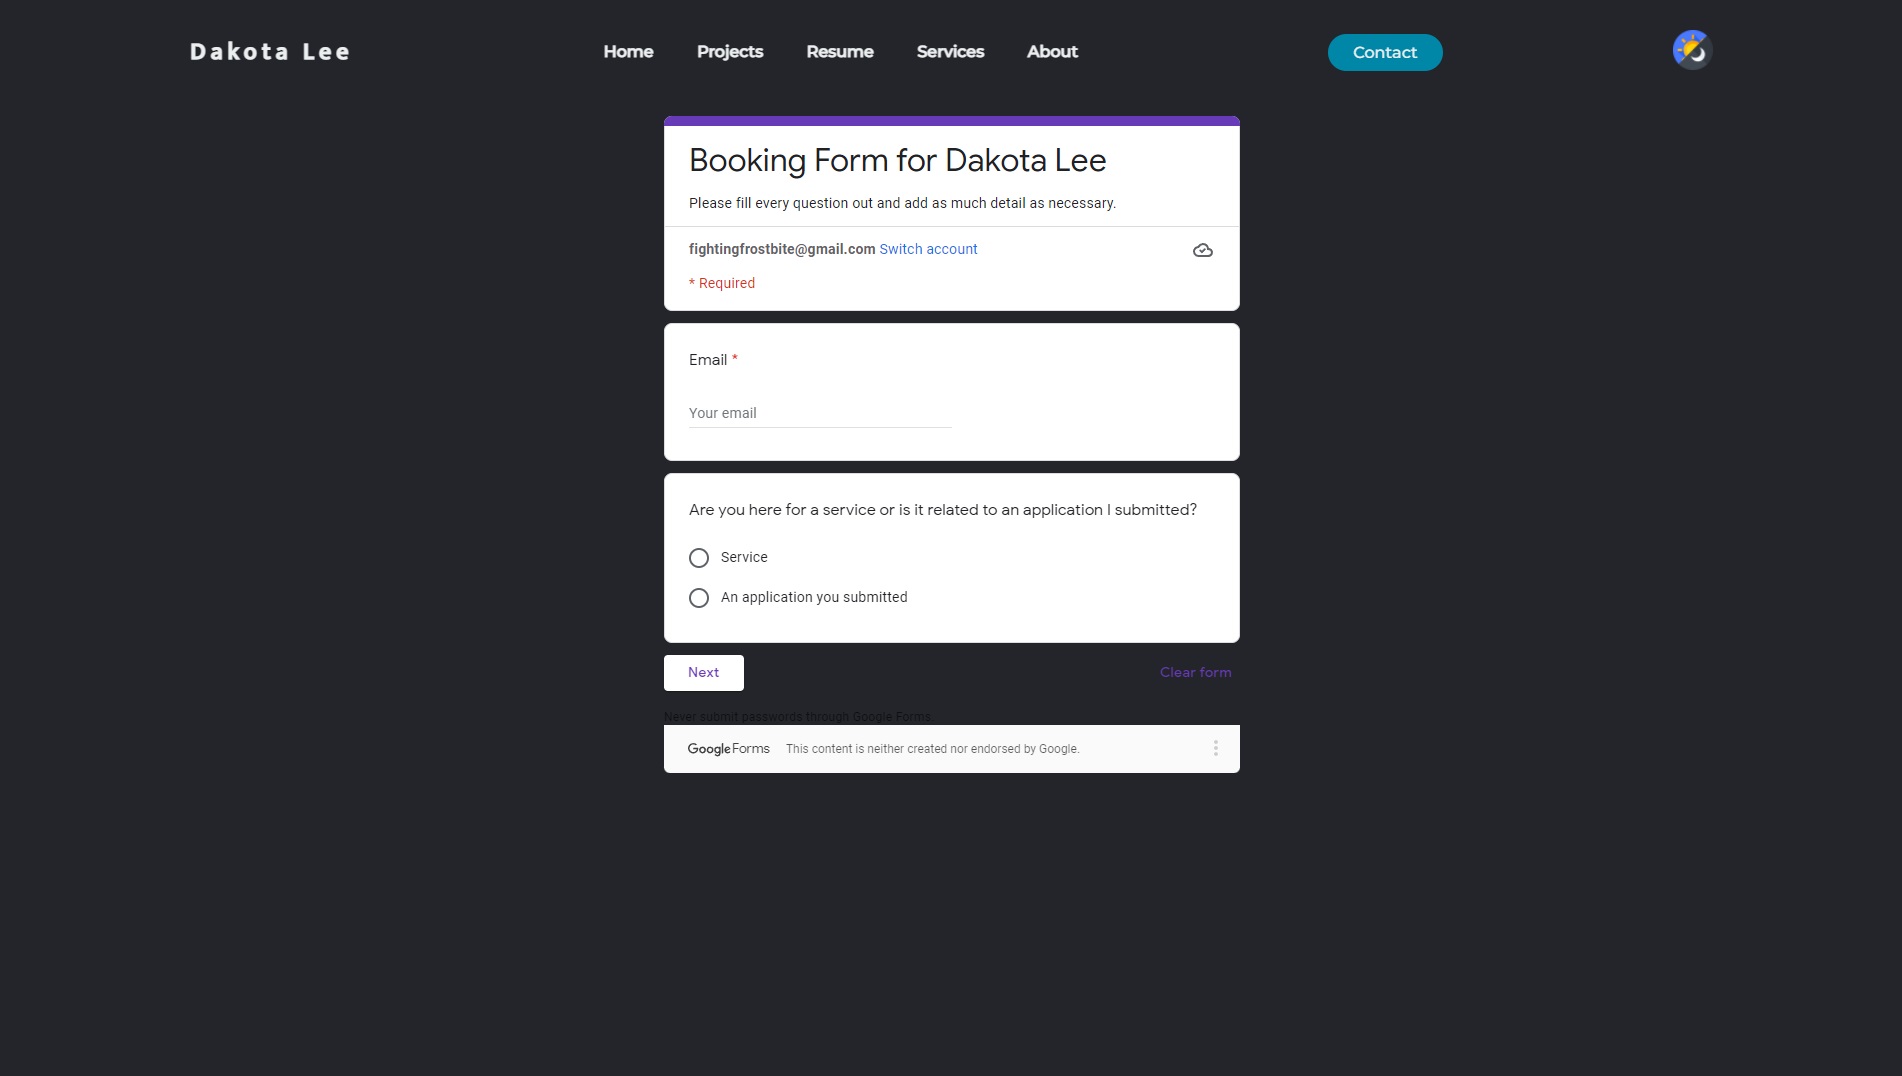 Dakota Lee
Home Projects Resume Services About
Contact
Booking Form for Dakota Lee
Please fill every question out and add as much detail as necessary.
fightingfrostbite@gmail.com Switch account
* Required
Email *
Your email
Are you here for a service or is it related to an application I submitted?
Service
An application you submitted
Next
Clear form
Never submit passwords through Google Forms.
Google Forms This content is neither created nor endorsed by Google.